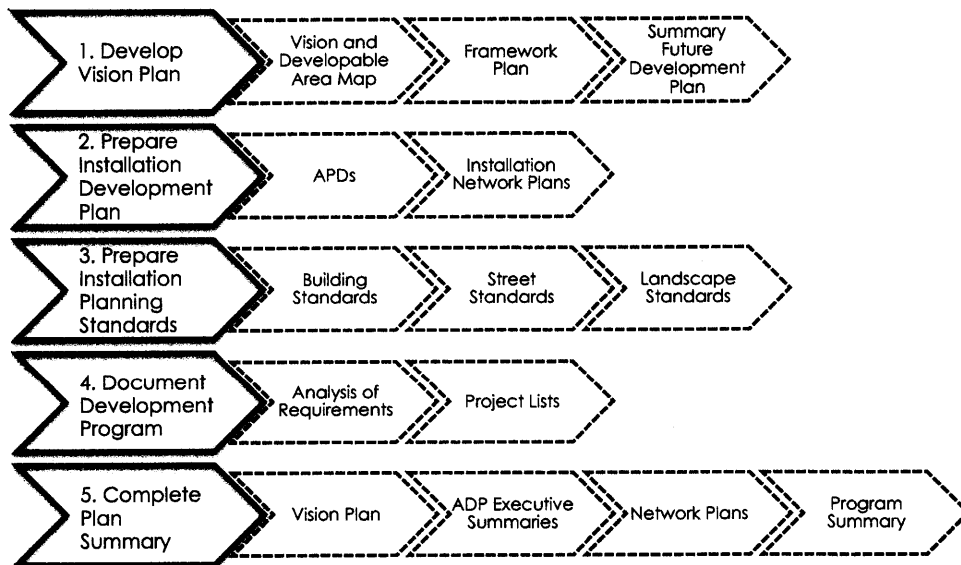 1. Develop
Vision Plan
Vision and
Developable
Area Map
Framework
Plan
Summary
Future
Development
Plan
2. Prepare
Installation
Development
Plan
APDs
Installation
Network Plans
3. Prepare
Installation
Planning
Standards
Building
Standards
Street
Standards
Landscape
Standards
4. Document
Development
Program
Analysis of
Requirements
Project Lists
5. Complete
Plan
Summary
Vision Plan
ADP Executive
Summaries
Network Plans
Program
Summary